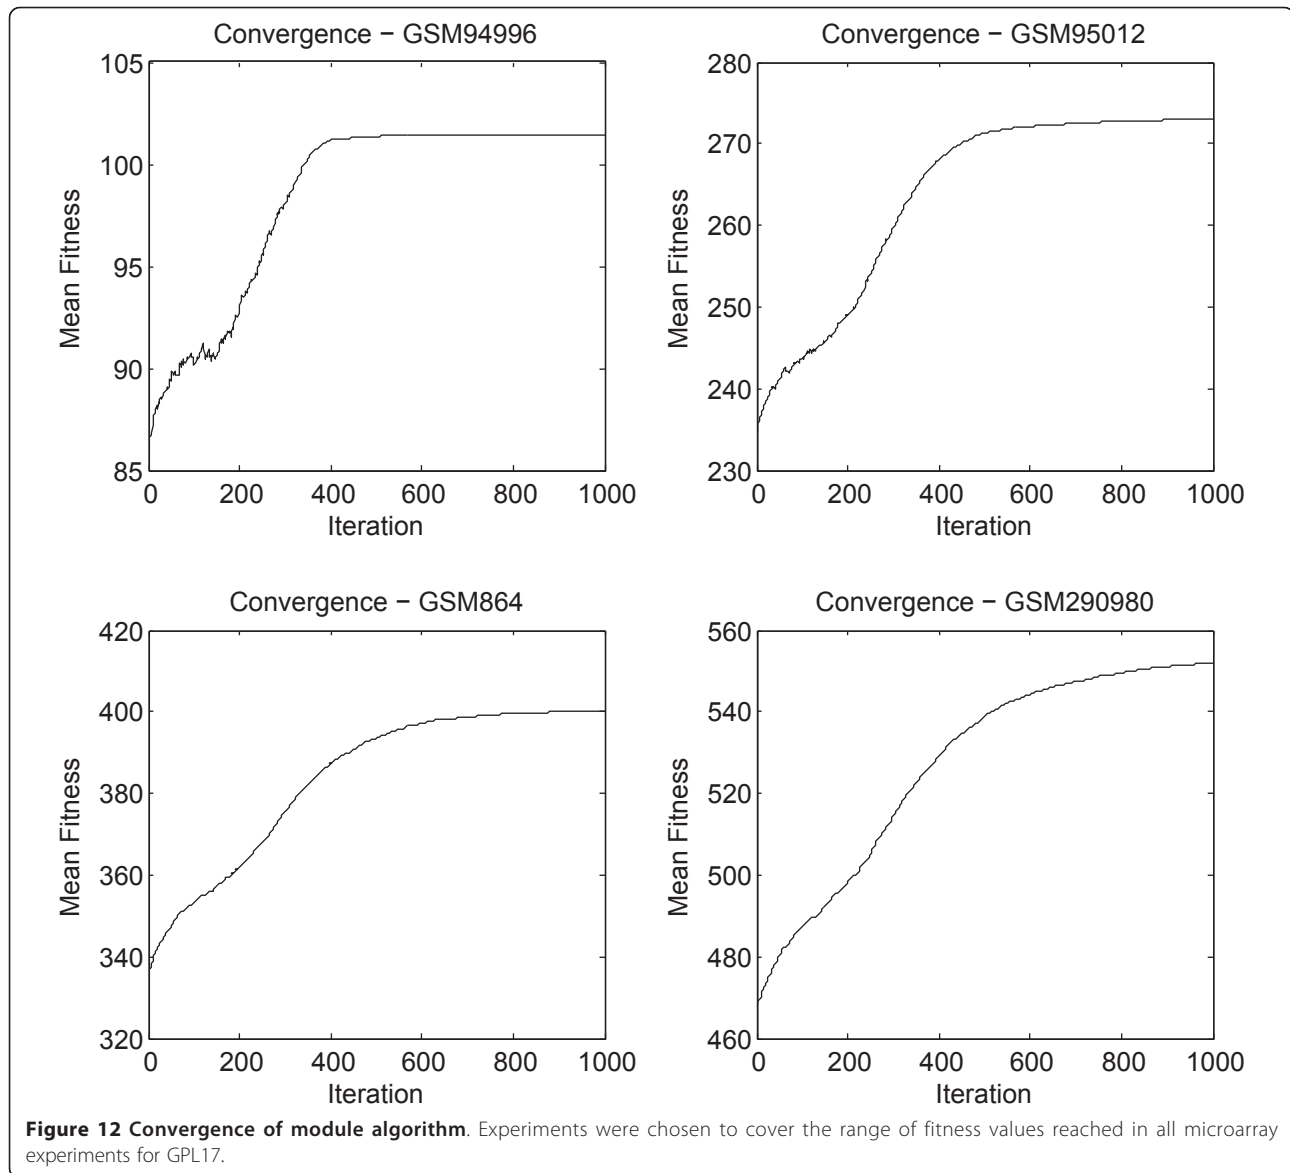 Convergence − GSM94996
105
100
95
90
85
Mean Fitness
0 200 400 600 800 1000
Iteration
Convergence − GSM95012
280
270
260
250
240
230
Mean Fitness
0 200 400 600 800 1000
Iteration
Convergence − GSM864
420
400
380
360
340
320
Mean Fitness
0 200 400 600 800 1000
Iteration
Convergence − GSM290980
560
540
520
500
480
460
Mean Fitness
0 200 400 600 800 1000
Iteration
Figure 12 Convergence of module algorithm. Experiments were chosen to cover the range of fitness values reached in all microarray
experiments for GPL17.